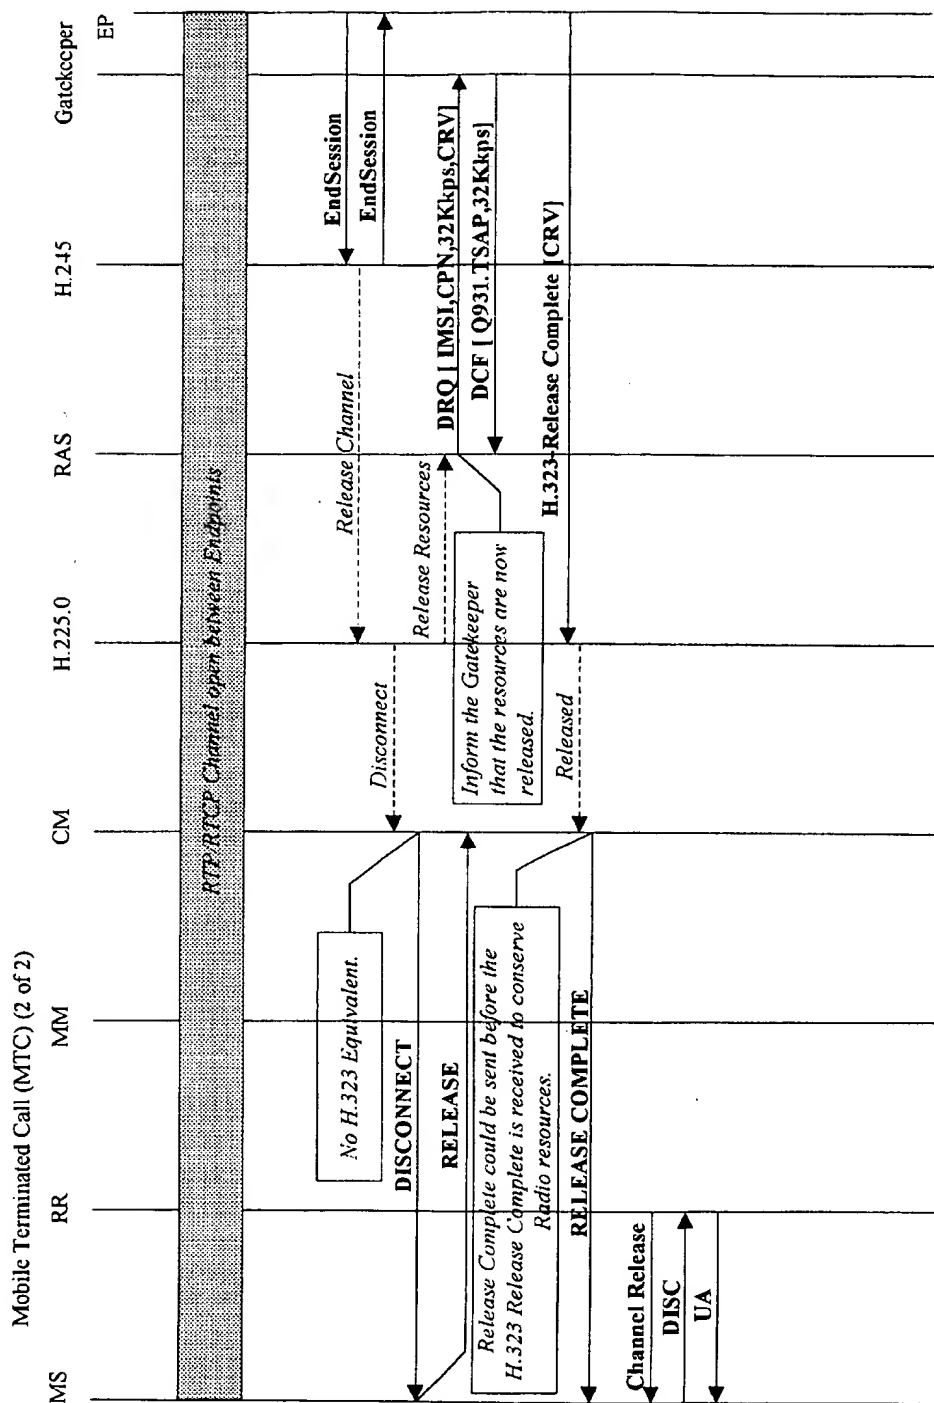 Mobile Terminated Call (MTC) (2 of 2)
MS
RR
MM
CM
H.225.0
RAS
H.245
Gatekeeper
EP
RTP/RTCP Channel open between Endpoints
EndSession
EndSession
Release Channel
No H.323 Equivalent.
Disconnect
DISCONNECT
Release Resources
DRQ [ IMSI,CPN,32Kkps,CRV]
RELEASE
DCF [ Q931.TSAP,32Kkps]
Inform the Gatekeeper
that the resources are now
released.
Release Complete could be sent before the
H.323 Release Complete is received to conserve
Radio resources.
H.323-Release Complete [CRV]
Released
RELEASE COMPLETE
Channel Release
DISC
UA